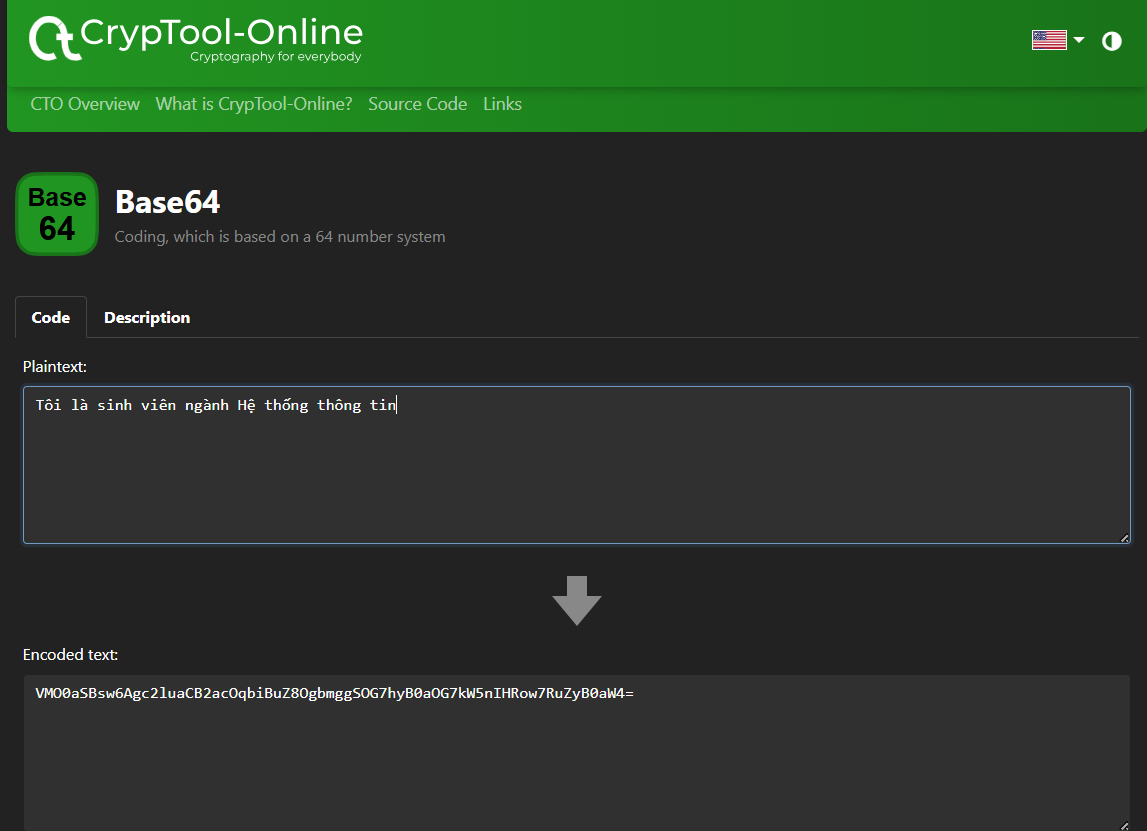 CrypTool-Online
Cryptography for everybody
CTO Overview What is CrypTool-Online? Source Code Links
Base
64
Base64
Coding, which is based on a 64 number system
Code Description
Plaintext:
Tôi là sinh viên ngành Hệ thống thông tin
Encoded text:
VMO0aSBsw6Agc2luaCB2acOqbiBuZ8OgbmggSOG7hyB0aOG7kW5nIHRow7RuZyB0aW4=